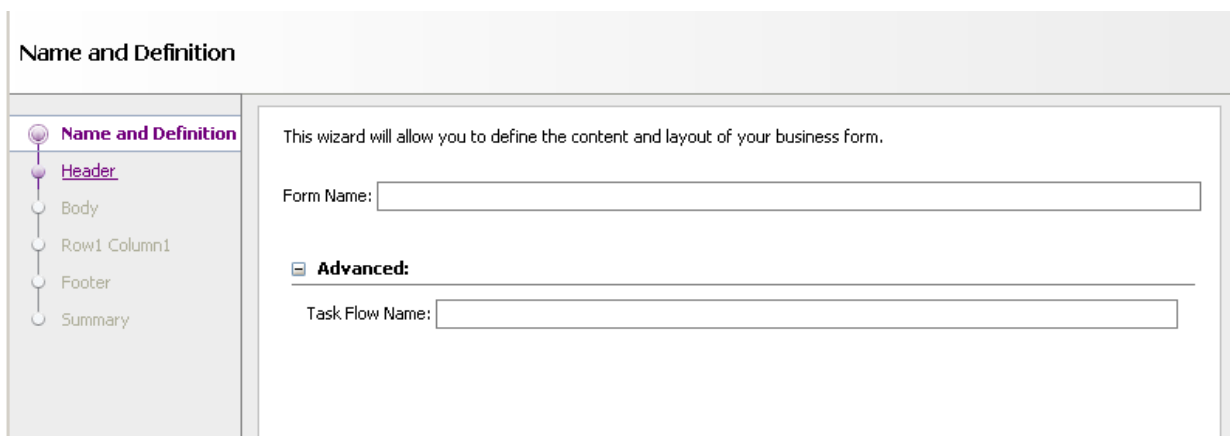 Name and Definition
Name and Definition
Header
Body
Row1 Column1
Footer
Summary
This wizard will allow you to define the content and layout of your business form.
Form Name:
Advanced:
Task Flow Name: